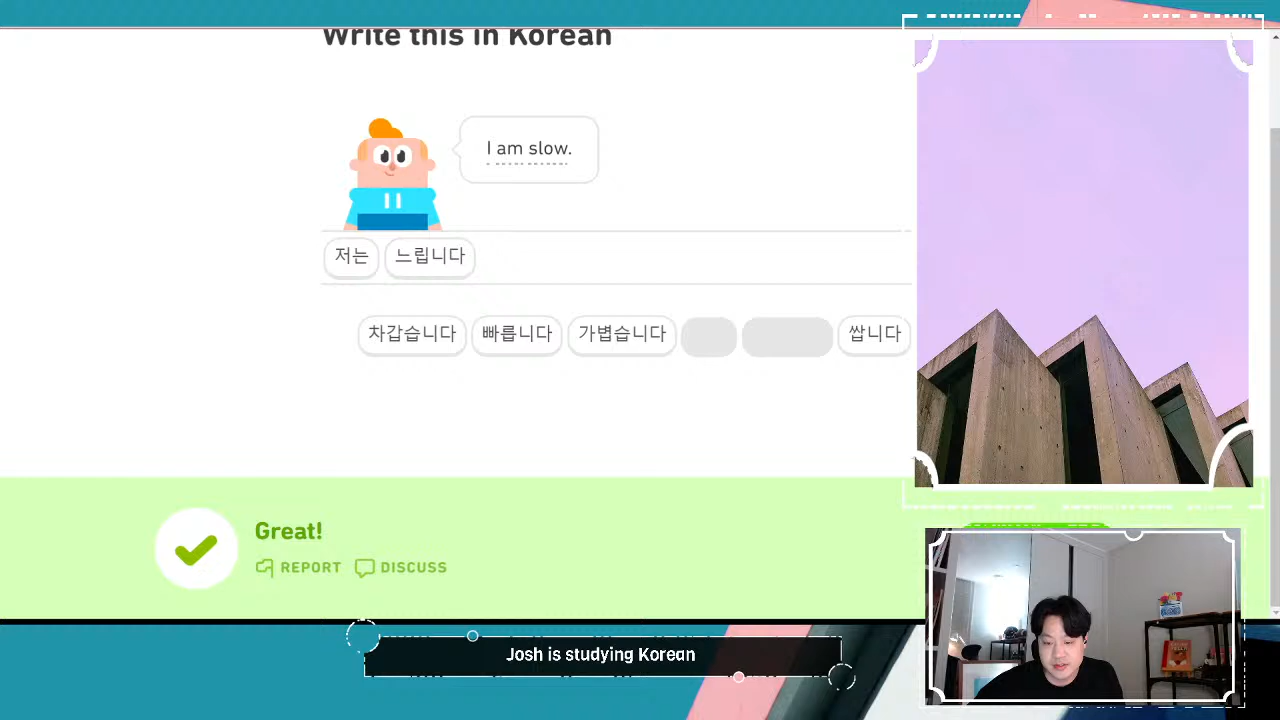 Write this in Korean
I am slow.
저는 느립니다
차갑습니다 빠릅니다 가볍습니다 쌉니다
Great!
REPORT DISCUSS
Josh is studying Korean